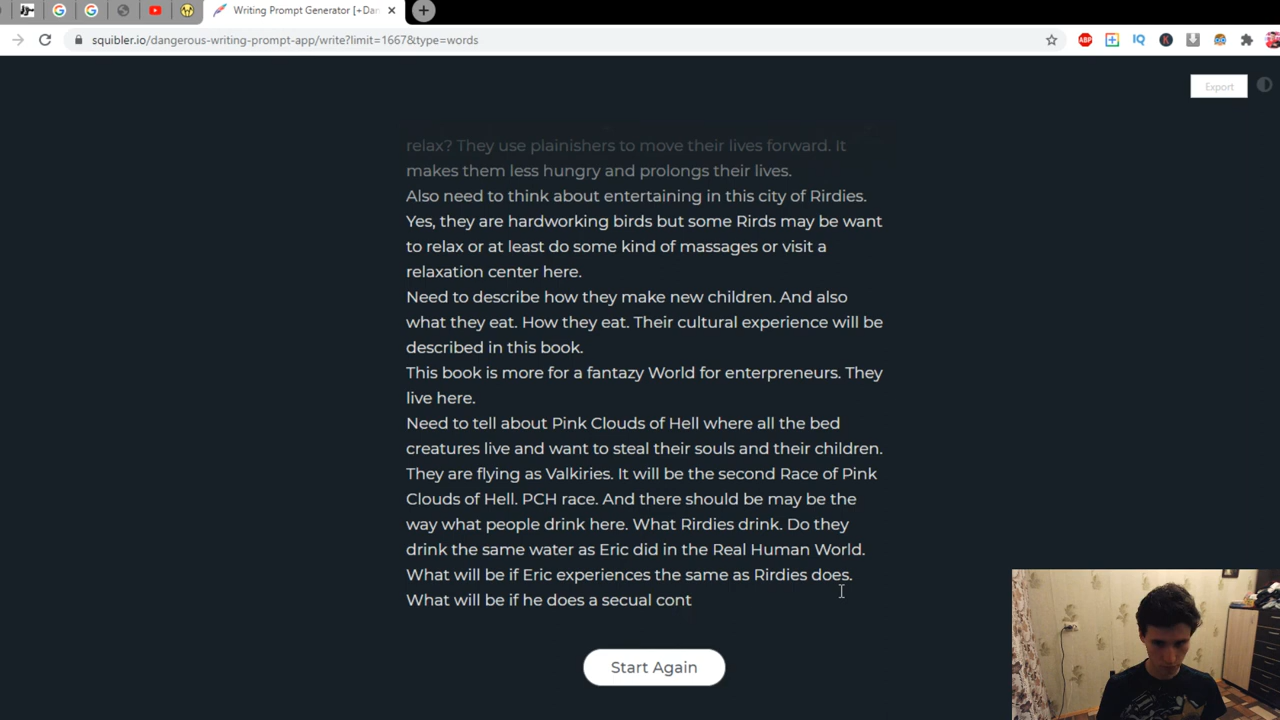 Writing Prompt Generator [+Dan
squibler.io/dangerous-writing-prompt-app/write?limit=1667&type=words
ABP
IQ
K
Export
relax? They use plainishers to move their lives forward. It
makes them less hungry and prolongs their lives.
Also need to think about entertaining in this city of Rirdies.
Yes, they are hardworking birds but some Rirds may be want
to relax or at least do some kind of massages or visit a
relaxation center here.
Need to describe how they make new children. And also
what they eat. How they eat. Their cultural experience will be
described in this book.
This book is more for a fantazy World for enterpreneurs. They
live here.
Need to tell about Pink Clouds of Hell where all the bed
creatures live and want to steal their souls and their children.
They are flying as Valkiries. It will be the second Race of Pink
Clouds of Hell. PCH race. And there should be may be the
way what people drink here. What Rirdies drink. Do they
drink the same water as Eric did in the Real Human World.
What will be if Eric experiences the same as Rirdies does.
What will be if he does a secual cont
Start Again